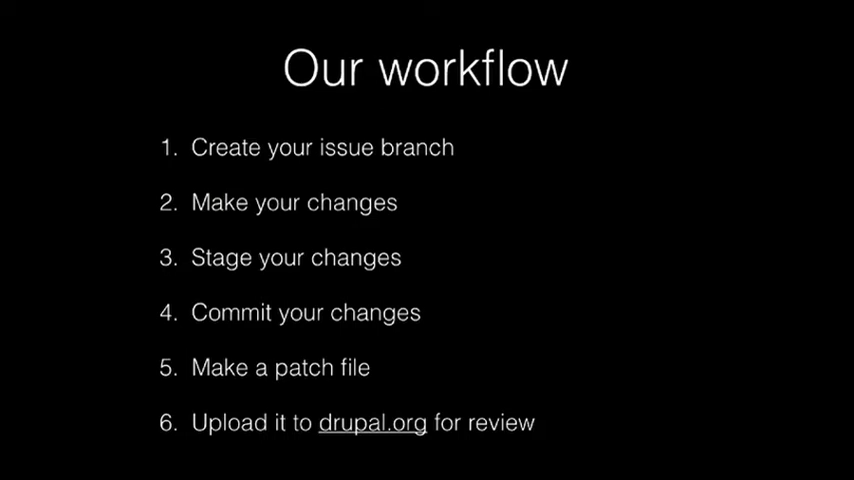 Our workflow
1. Create your issue branch
2. Make your changes
3. Stage your changes
4. Commit your changes
5. Make a patch file
6. Upload it to drupal.org for review